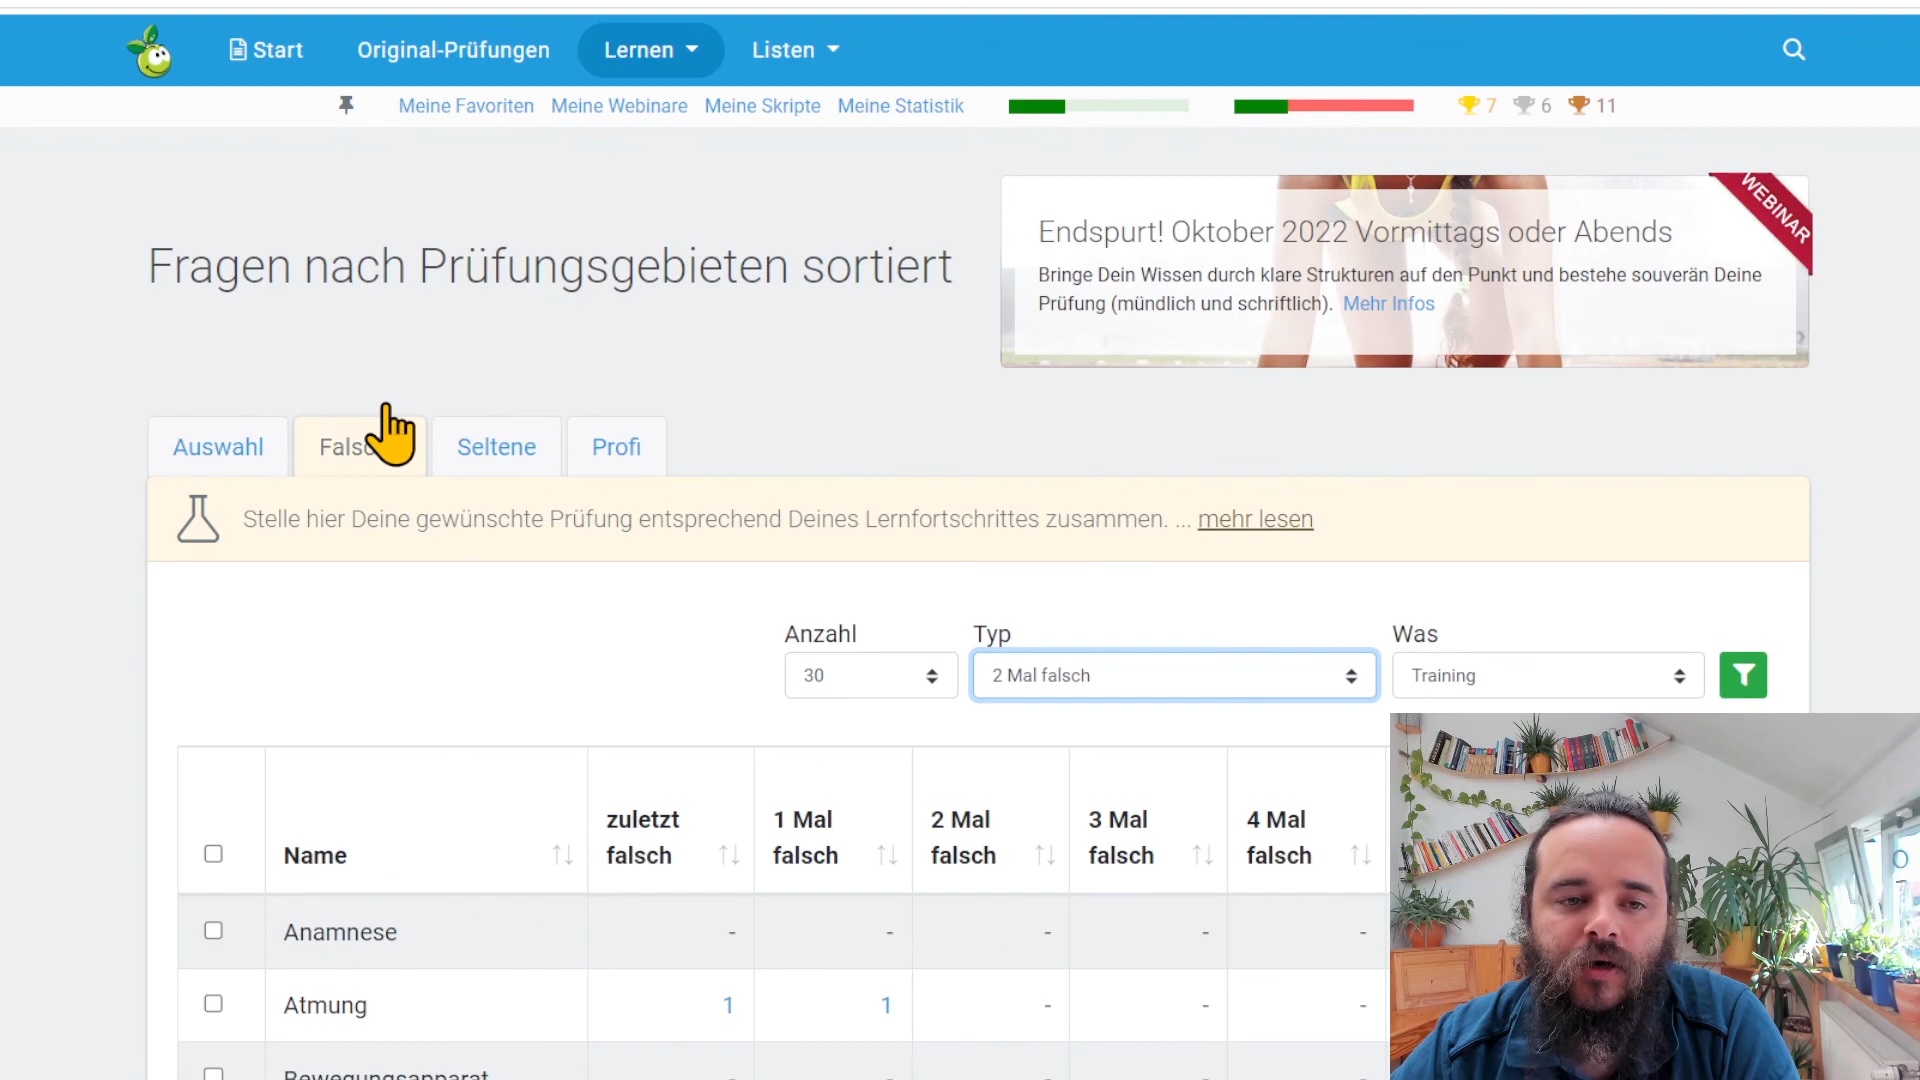 Start
Original-Prüfungen
Lernen
Listen
Meine Favoriten
Meine Webinare
Meine Skripte
Meine Statistik
7
6
11
Fragen nach Prüfungsgebieten sortiert
WEBINAR
Endspurt! Oktober 2022 Vormittags oder Abends
Bringe Dein Wissen durch klare Strukturen auf den Punkt und bestehe souverän Deine
Prüfung (mündlich und schriftlich). Mehr Infos
Auswahl
Seltene
Profi
Stelle hier Deine gewünschte Prüfung entsprechend Deines Lernfortschrittes zusammen. ... mehr lesen
Anzahl
Typ
Was
30
2 Mal falsch
Training
Name
zuletzt
falsch
1 Mal
falsch
2 Mal
falsch
3 Mal
falsch
4 Mal
falsch
Anamnese
-
-
-
-
-
Atmung
1
1
-
-
-
Bewegungsapparat